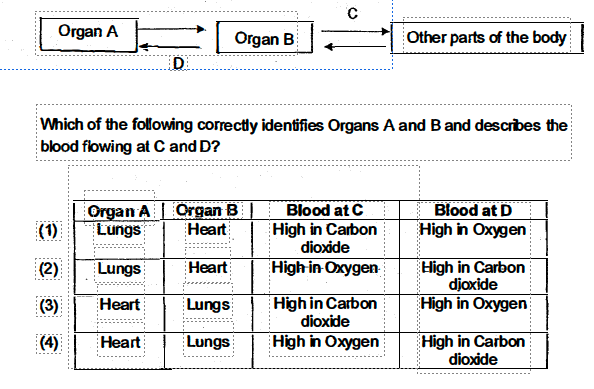 C
Organ A
Organ B
Other parts of the body
D
Which of the following correctly identifies Organs A and B and describes the
blood flowing at C and D?
Organ A Organ B Blood at C Blood at D
(1) Lungs Heart High in Carbon dioxide High in Oxygen
(2) Lungs Heart High in Oxygen High in Carbon dioxide
(3) Heart Lungs High in Carbon dioxide High in Oxygen
(4) Heart Lungs High in Oxygen High in Carbon dioxide